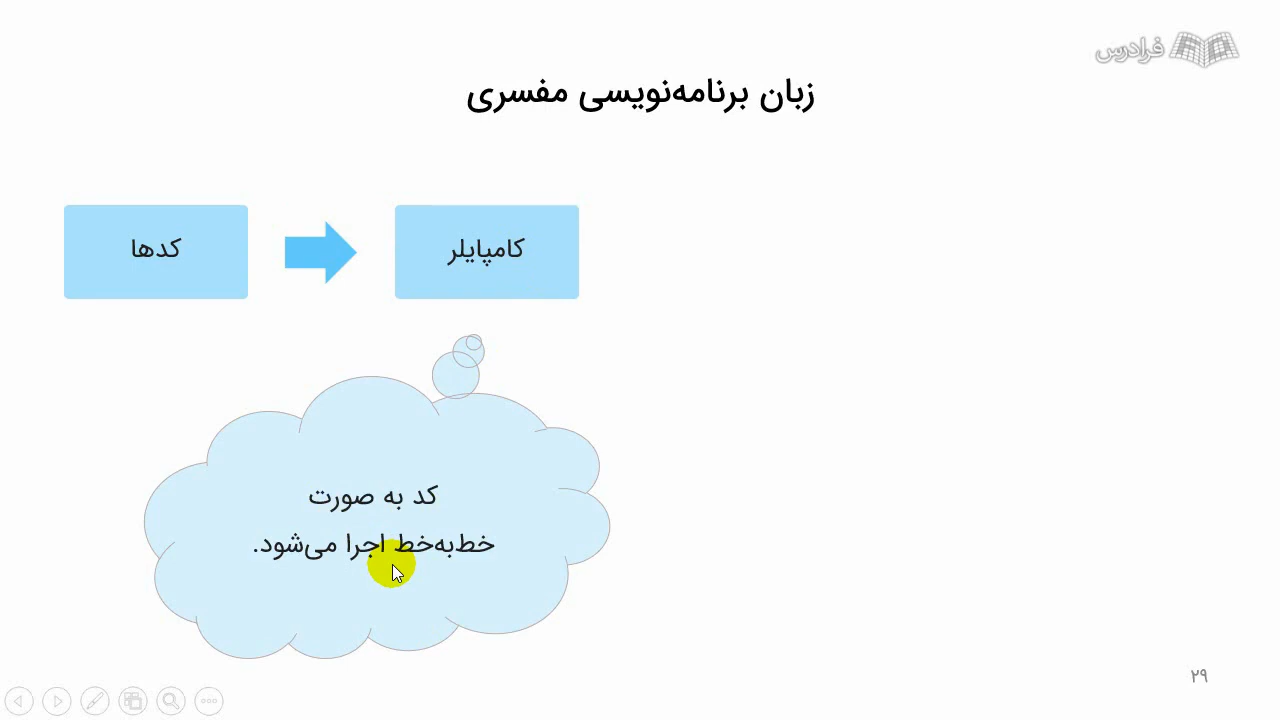 فرادرس
زبان برنامه‌نویسی مفسری
کدها
کامپایلر
کد به صورت
خط‌به‌خط اجرا می‌شود.
۲۹